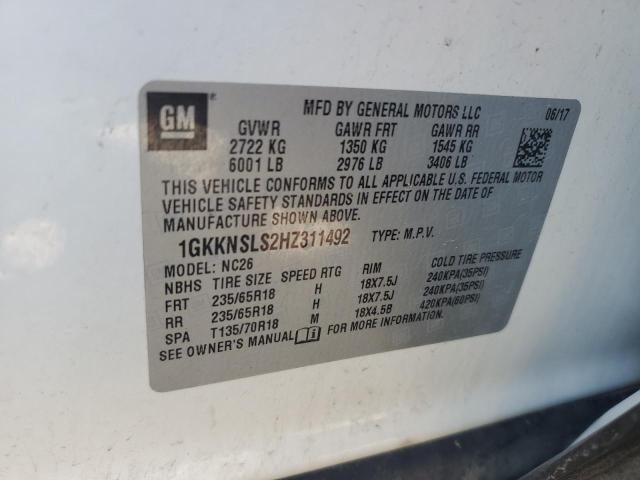 GM
MFD BY GENERAL MOTORS LLC 06/17
GVWR GAWR FRT GAWR RR
2722 KG 1350 KG 1545 KG
6001 LB 2976 LB 3406 LB
THIS VEHICLE CONFORMS TO ALL APPLICABLE U.S. FEDERAL MOTOR
VEHICLE SAFETY STANDARDS IN EFFECT ON THE DATE OF
MANUFACTURE SHOWN ABOVE.
1GKKNSLS2HZ311492 TYPE: M.P.V.
MODEL: NC26
NBHS TIRE SIZE SPEED RTG RIM COLD TIRE PRESSURE
FRT 235/65R18 H 18X7.5J 240KPA(35PSI)
RR 235/65R18 H 18X7.5J 240KPA(35PSI)
SPA T135/70R18 M 18X4.5B 420KPA(60PSI)
SEE OWNER'S MANUAL FOR MORE INFORMATION.